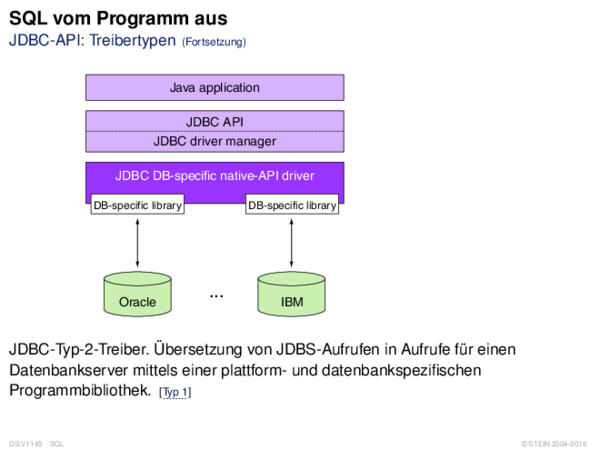 SQL vom Programm aus
JDBC-API: Treibertypen (Fortsetzung)
Java application
JDBC API
JDBC driver manager
JDBC DB-specific native-API driver
DB-specific library
DB-specific library
Oracle
...
IBM
JDBC-Typ-2-Treiber. Übersetzung von JDBS-Aufrufen in Aufrufe für einen
Datenbankserver mittels einer plattform- und datenbankspezifischen
Programmbibliothek. [Typ 1]
DB:VI-145 SQL
© STEIN 2004-2018